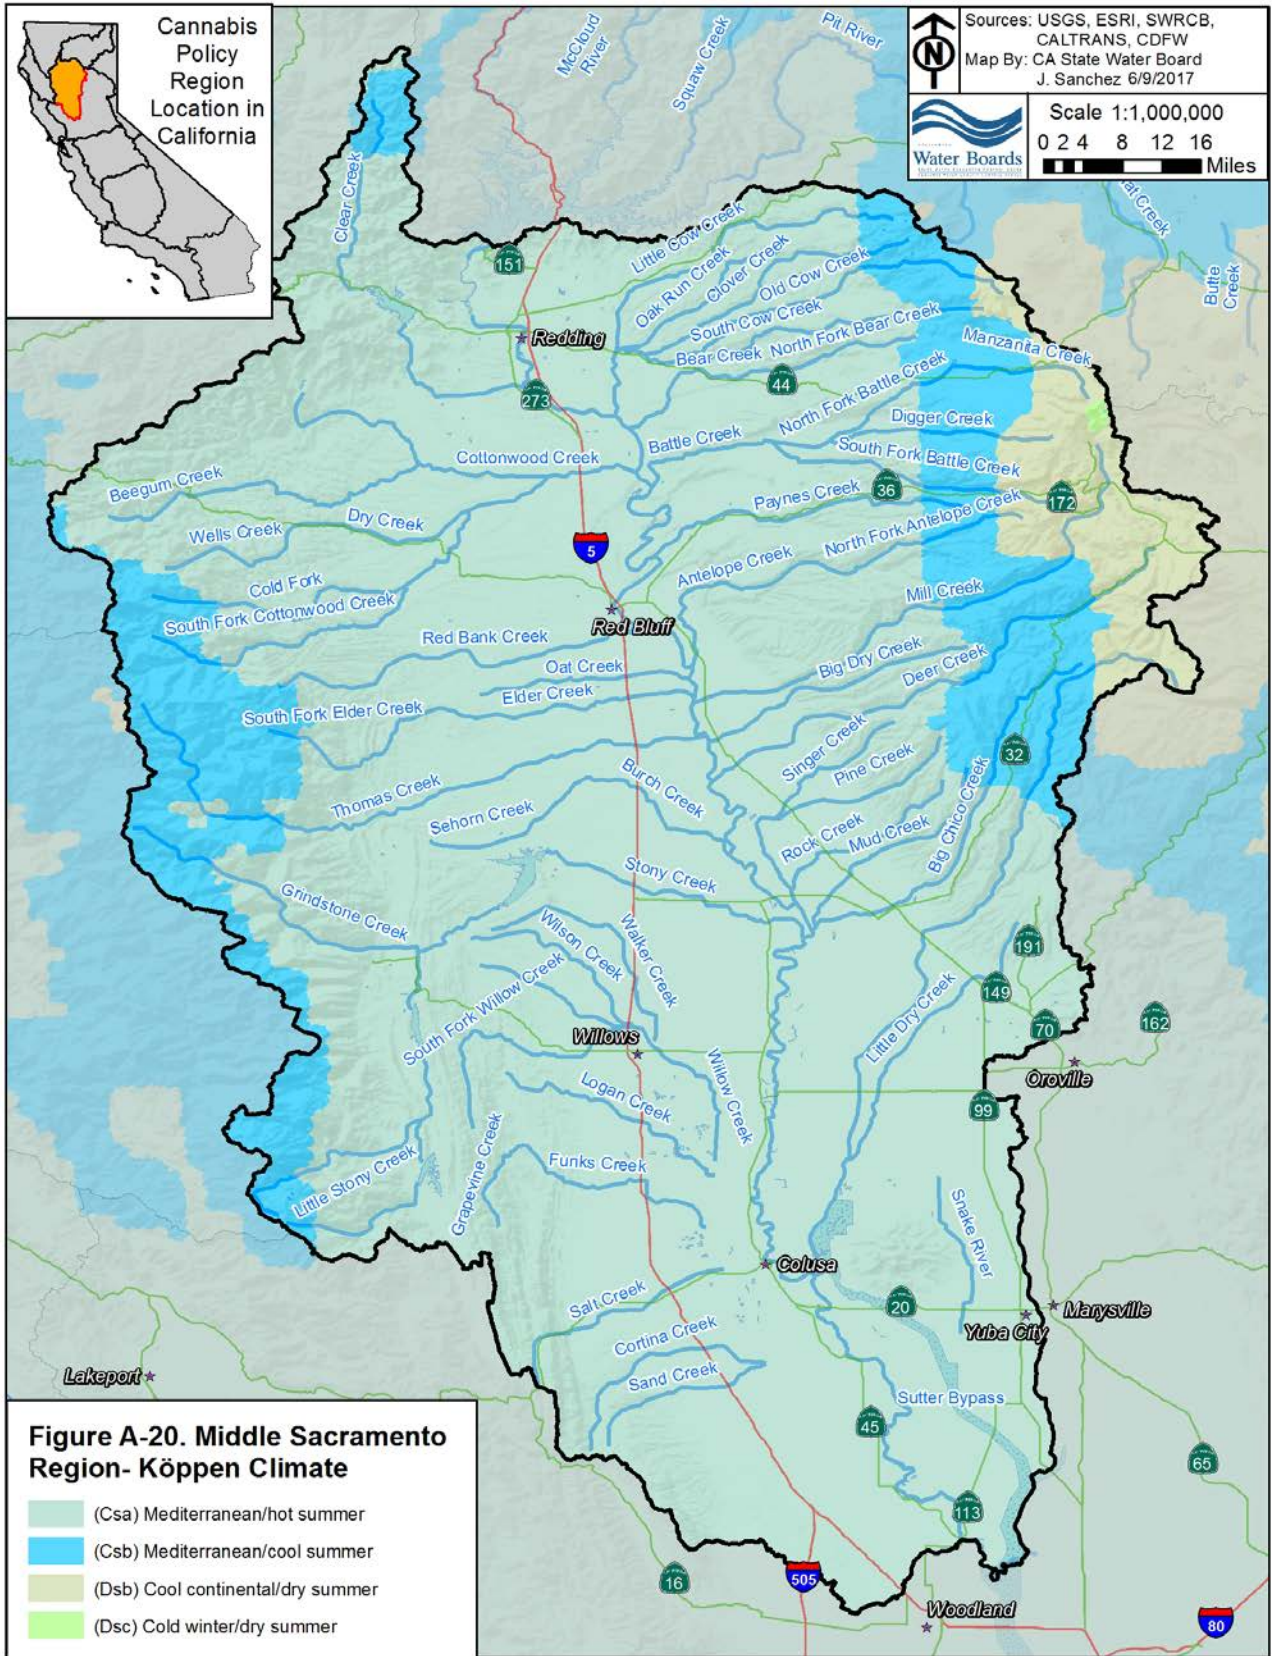 Cannabis
Policy
Region
Location in
California
McCloud
River
Squaw Creek
Pit River
N
Sources: USGS, ESRI, SWRCB,
CALTRANS, CDFW
Map By: CA State Water Board
J. Sanchez 6/9/2017
Water Boards
Scale 1:1,000,000
0 2 4 8 12 16
Miles
Clear Creek
151
Little Cow Creek
Oak Run Creek
Clover Creek
Old Cow Creek
South Cow Creek
Bear Creek
North Fork Bear Creek
Manzanita Creek
Butte
Creek
Redding
273
44
North Fork Battle Creek
Digger Creek
Battle Creek
South Fork Battle Creek
Cottonwood Creek
Beegum Creek
Paynes Creek
36
172
Dry Creek
Wells Creek
North Fork Antelope Creek
5
Antelope Creek
Cold Fork
Mill Creek
South Fork Cottonwood Creek
Red Bluff
Red Bank Creek
Oat Creek
Elder Creek
Big Dry Creek
Deer Creek
South Fork Elder Creek
Singer Creek
Pine Creek
32
Thomas Creek
Burch Creek
Sehorn Creek
Rock Creek
Mud Creek
Big Chico Creek
Stony Creek
Grindstone Creek
Wilson Creek
Walker Creek
South Fork Willow Creek
191
149
Little Dry Creek
70
162
Willows
Oroville
Logan Creek
Willow Creek
99
Grapevine Creek
Funks Creek
Little Stony Creek
Snake River
Colusa
Salt Creek
20
Marysville
Yuba City
Cortina Creek
Sand Creek
Lakeport
Sutter Bypass
45
65
113
16
505
Woodland
80
Figure A-20. Middle Sacramento
Region- Köppen Climate
(Csa) Mediterranean/hot summer
(Csb) Mediterranean/cool summer
(Dsb) Cool continental/dry summer
(Dsc) Cold winter/dry summer